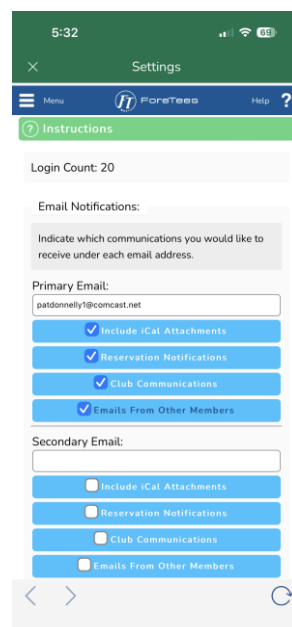 5:32
69
Settings
Menu
FT ForeTees
Help ?
? Instructions
Login Count: 20
Email Notifications:
Indicate which communications you would like to
receive under each email address.
Primary Email:
patdonnelly1@comcast.net
Include iCal Attachments
Reservation Notifications
Club Communications
Emails From Other Members
Secondary Email:
Include iCal Attachments
Reservation Notifications
Club Communications
Emails From Other Members